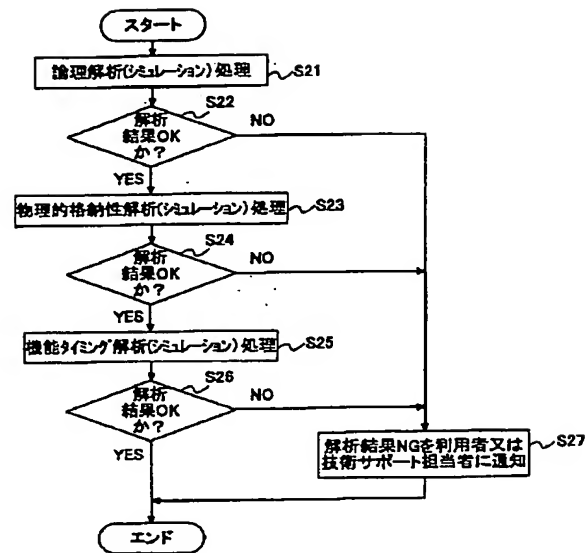 スタート
論理解析(シミュレーション)処理
S21
S22
解析
結果OK
か?
NO
YES
物理的格納性解析(シミュレーション)処理
S23
S24
解析
結果OK
か?
NO
YES
機能タイミング解析(シミュレーション)処理
S25
S26
解析
結果OK
か?
NO
YES
解析結果NGを利用者又は
技術サポート担当者に通知
S27
エンド